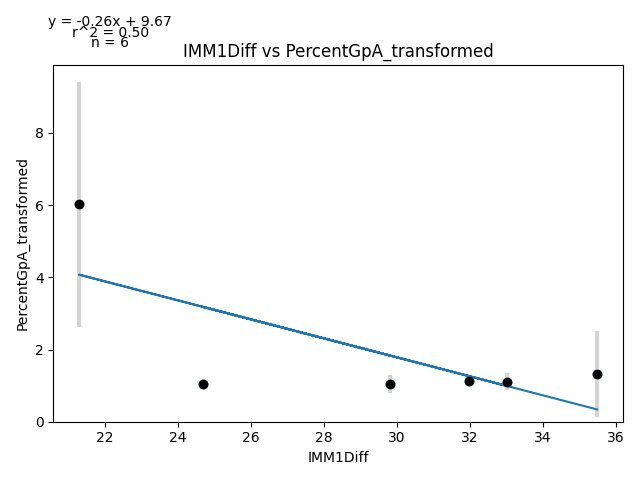 y = -0.26x + 9.67
r^2 = 0.50
n = 6
IMM1Diff vs PercentGpA_transformed
8
6
4
2
0
PercentGpA_transformed
22 24 26 28 30 32 34 36
IMM1Diff